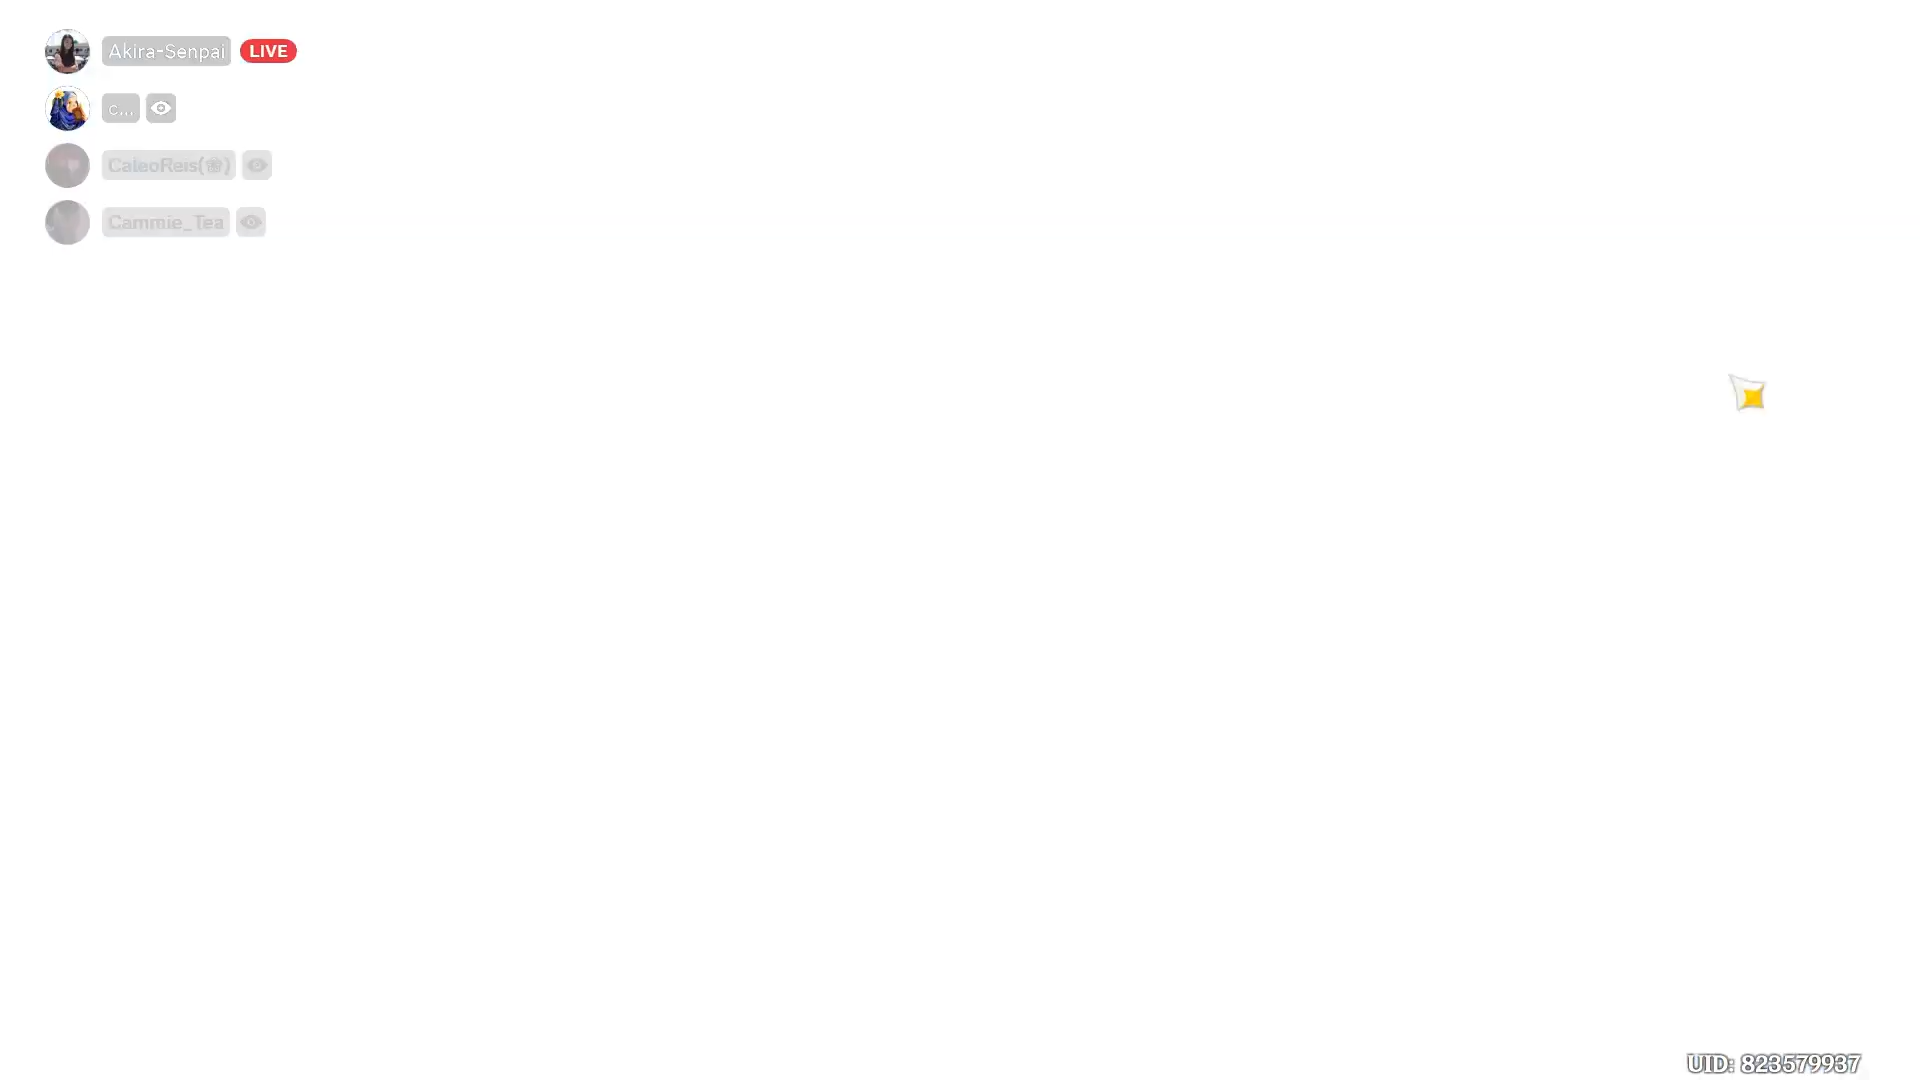 Akira-Senpai LIVE
c...
CaleoReis(❀)
Cammie_Tea
UID: 823579937